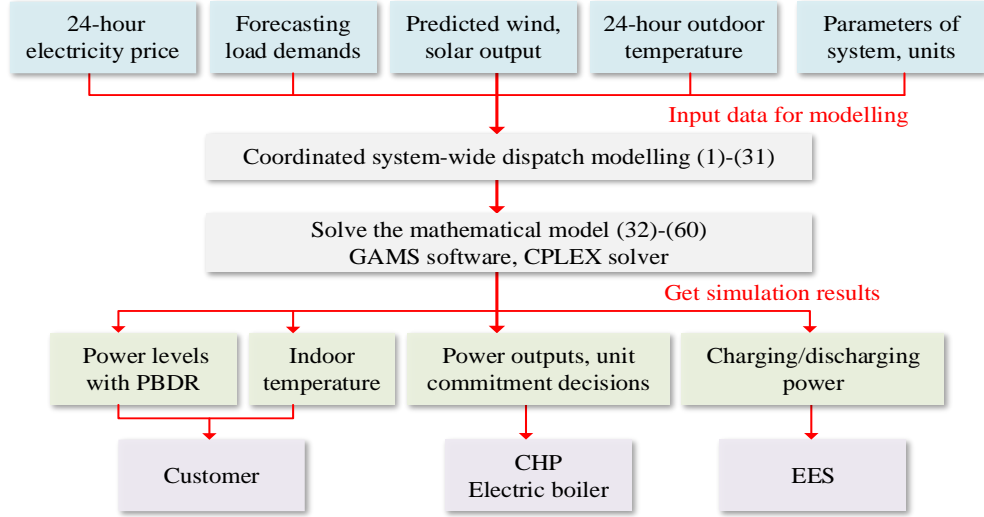 24-hour
electricity price
Forecasting
load demands
Predicted wind,
solar output
24-hour outdoor
temperature
Parameters of
system, units
Input data for modelling
Coordinated system-wide dispatch modelling (1)-(31)
Solve the mathematical model (32)-(60)
GAMS software, CPLEX solver
Get simulation results
Power levels
with PBDR
Indoor
temperature
Power outputs, unit
commitment decisions
Charging/discharging
power
Customer
CHP
Electric boiler
EES